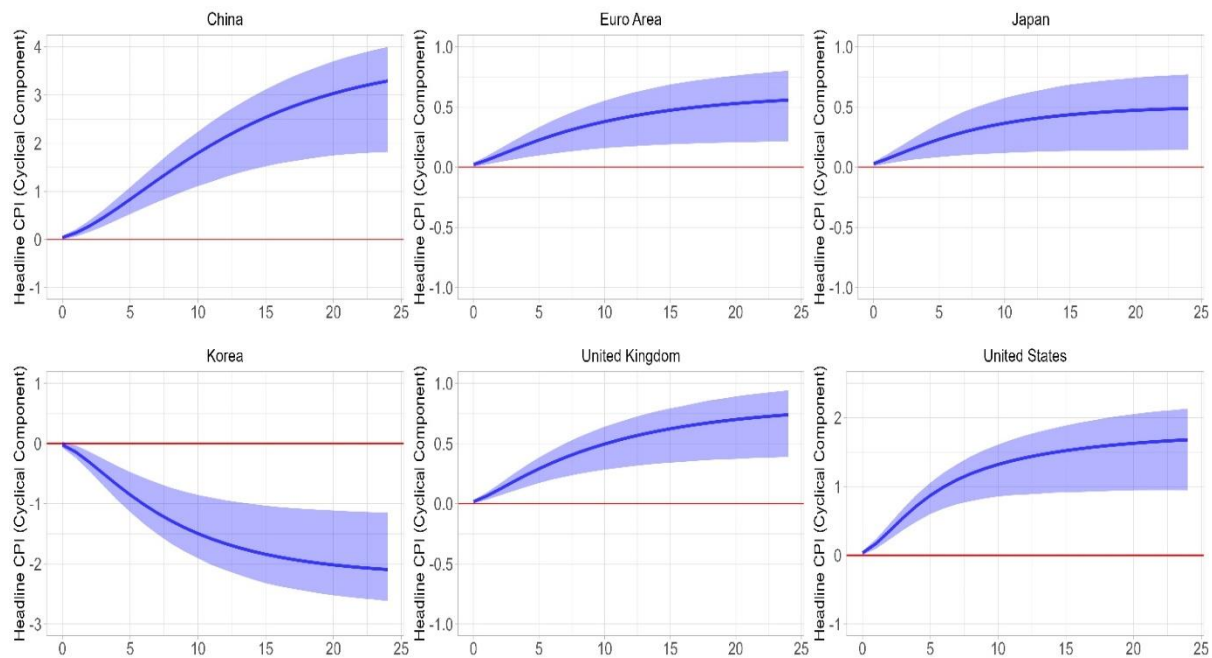 China
Euro Area
Japan
Headline CPI (Cyclical Component)
4
3
2
1
0
-1
0 5 10 15 20 25
Headline CPI (Cyclical Component)
1.0
0.5
0.0
-0.5
-1.0
0 5 10 15 20 25
Headline CPI (Cyclical Component)
1.0
0.5
0.0
-0.5
-1.0
0 5 10 15 20 25
Korea
United Kingdom
United States
Headline CPI (Cyclical Component)
1
0
-1
-2
-3
0 5 10 15 20 25
Headline CPI (Cyclical Component)
1.0
0.5
0.0
-0.5
-1.0
0 5 10 15 20 25
Headline CPI (Cyclical Component)
2
1
0
-1
0 5 10 15 20 25